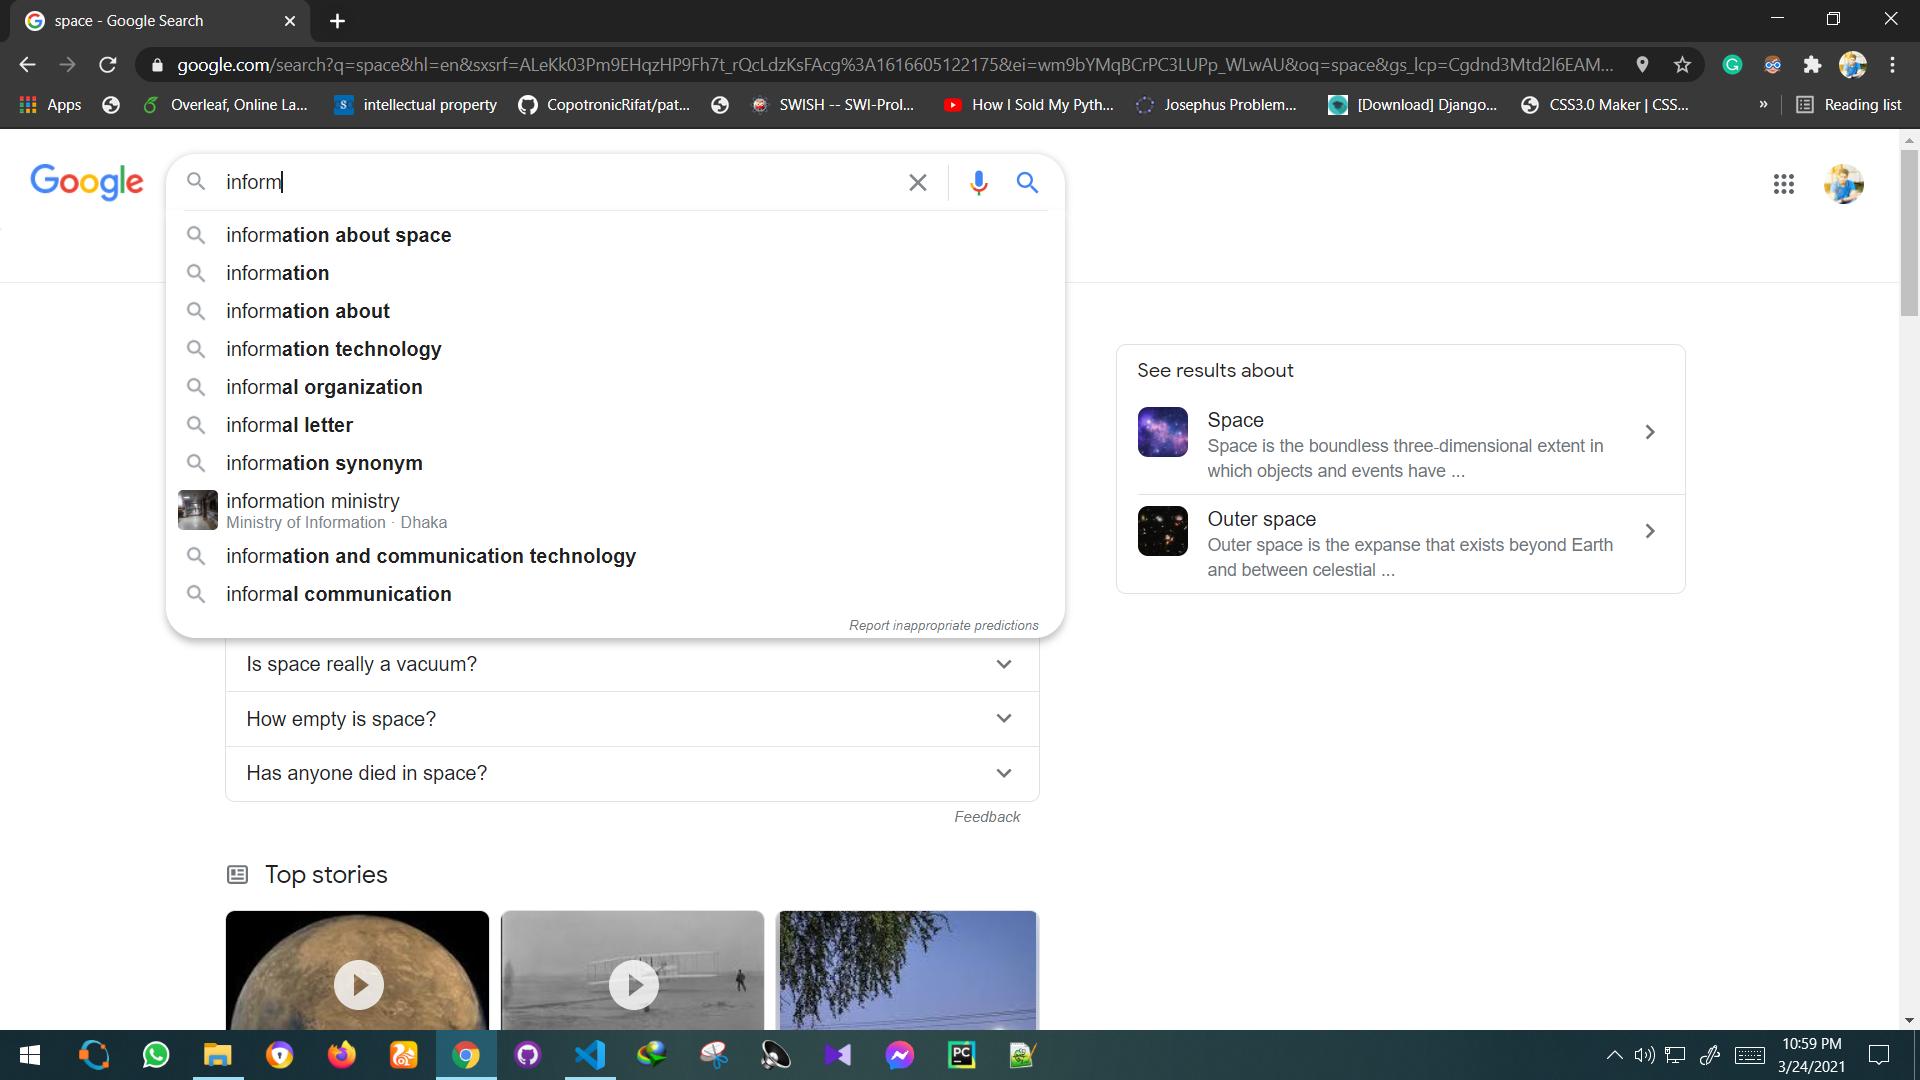 space - Google Search
google.com/search?q=space&hl=en&sxsrf=ALeKk03Pm9EHqzHP9Fh7t_rQcLdzKsFAcg%3A1616605122175&ei=wm9bYMqBCrPC3LUPp_WLwAU&oq=space&gs_lcp=Cgdnd3Mtd2l6EAM...
Apps Overleaf, Online La... intellectual property CopotronicRifat/pat... SWISH -- SWI-Prol... How I Sold My Pyth... Josephus Problem... [Download] Django... CSS3.0 Maker | CSS... » Reading list
Google
inform
information about space
information
information about
information technology
informal organization
informal letter
information synonym
information ministry
Ministry of Information · Dhaka
information and communication technology
informal communication
Report inappropriate predictions
See results about
Space
Space is the boundless three-dimensional extent in
which objects and events have ...
Outer space
Outer space is the expanse that exists beyond Earth
and between celestial ...
Is space really a vacuum?
How empty is space?
Has anyone died in space?
Feedback
Top stories
PC
10:59 PM
3/24/2021